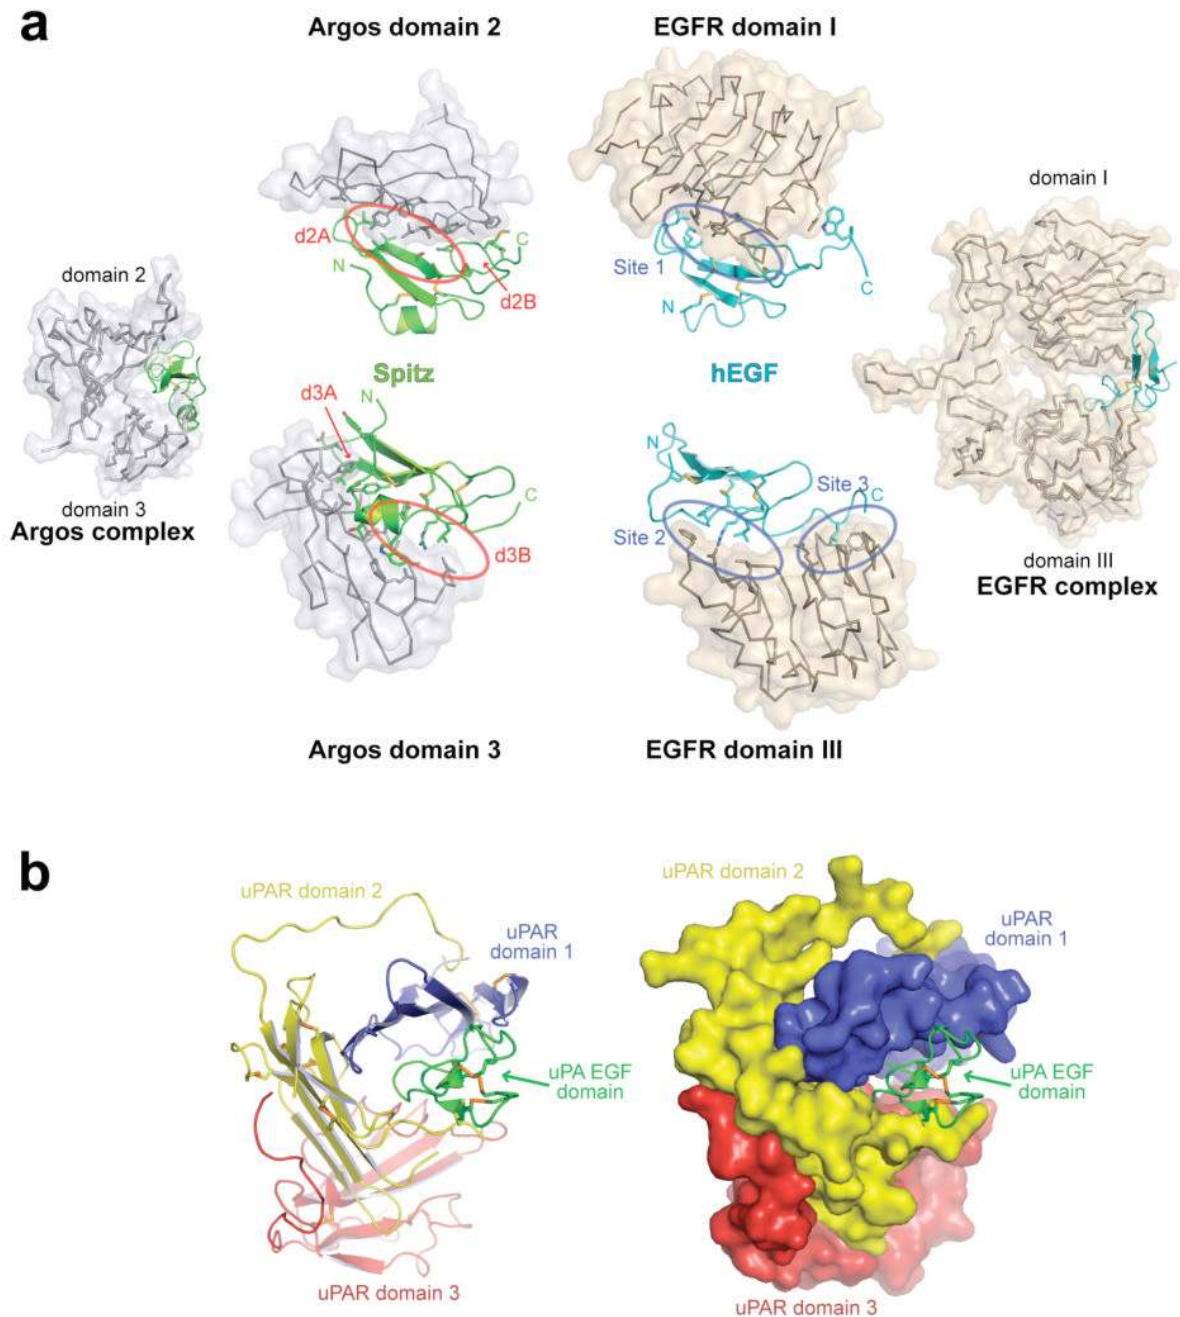 a
Argos domain 2
EGFR domain I
d2A
N
C
d2B
Site 1
N
C
domain 2
domain 3
Argos complex
Spitz
hEGF
domain I
domain III
EGFR complex
d3A
N
C
d3B
N
Site 3
C
Site 2
Argos domain 3
EGFR domain III
b
uPAR domain 2
uPAR
domain 1
uPA EGF
domain
uPAR domain 3
uPAR domain 2
uPAR
domain 1
uPA EGF
domain
uPAR domain 3